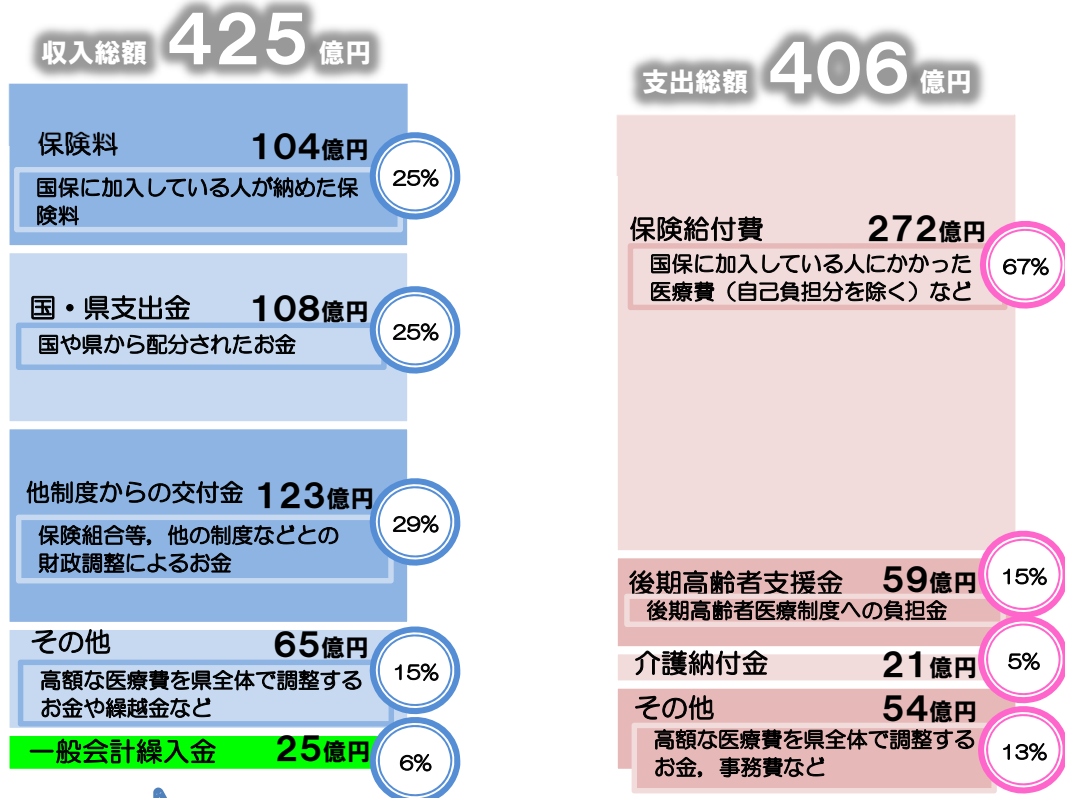 収入総額 425 億円
保険料 104億円
25%
国保に加入している人が納めた保
険料
国・県支出金 108億円
25%
国や県から配分されたお金
他制度からの交付金 123億円
29%
保険組合等，他の制度などとの
財政調整によるお金
その他 65億円
15%
高額な医療費を県全体で調整する
お金や繰越金など
一般会計繰入金 25億円
6%
支出総額 406 億円
保険給付費 272億円
67%
国保に加入している人にかかった
医療費（自己負担分を除く）など
後期高齢者支援金 59億円
15%
後期高齢者医療制度への負担金
介護納付金 21億円
5%
その他 54億円
13%
高額な医療費を県全体で調整する
お金，事務費など